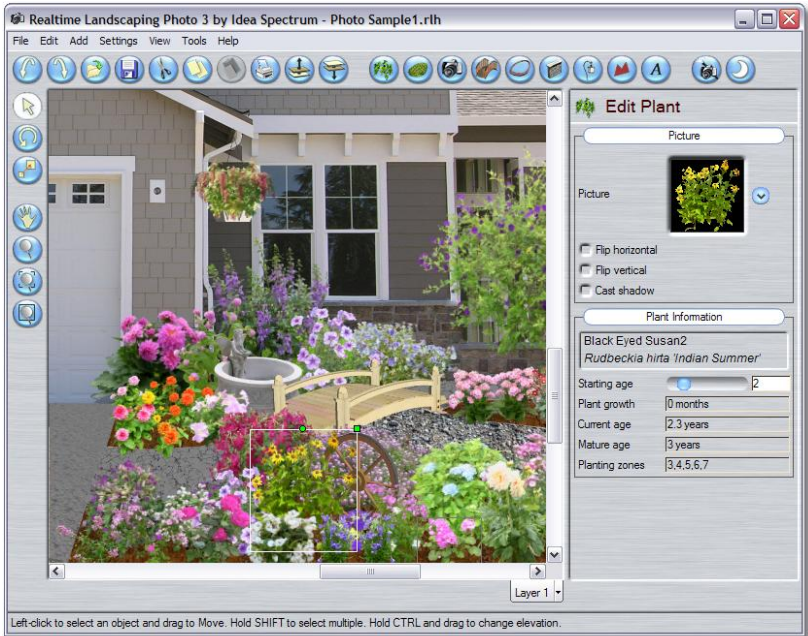 Realtime Landscaping Photo 3 by Idea Spectrum - Photo Sample1.rlh
File Edit Add Settings View Tools Help
A
Edit Plant
Picture
Picture
Flip horizontal
Flip vertical
Cast shadow
Plant Information
Black Eyed Susan2
Rudbeckia hirta 'Indian Summer'
Starting age 2
Plant growth 0 months
Current age 2.3 years
Mature age 3 years
Planting zones 3,4,5,6,7
Layer 1
Left-click to select an object and drag to Move. Hold SHIFT to select multiple. Hold CTRL and drag to change elevation.